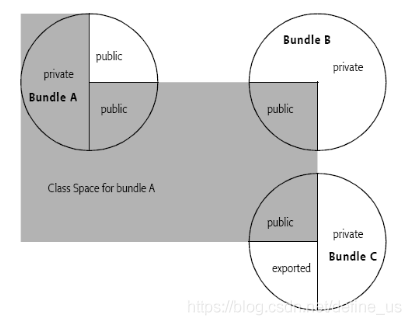 public
private
Bundle A
public
Bundle B
private
public
Class Space for bundle A
public
private
Bundle C
exported
https://blog.csdn.net/define_us